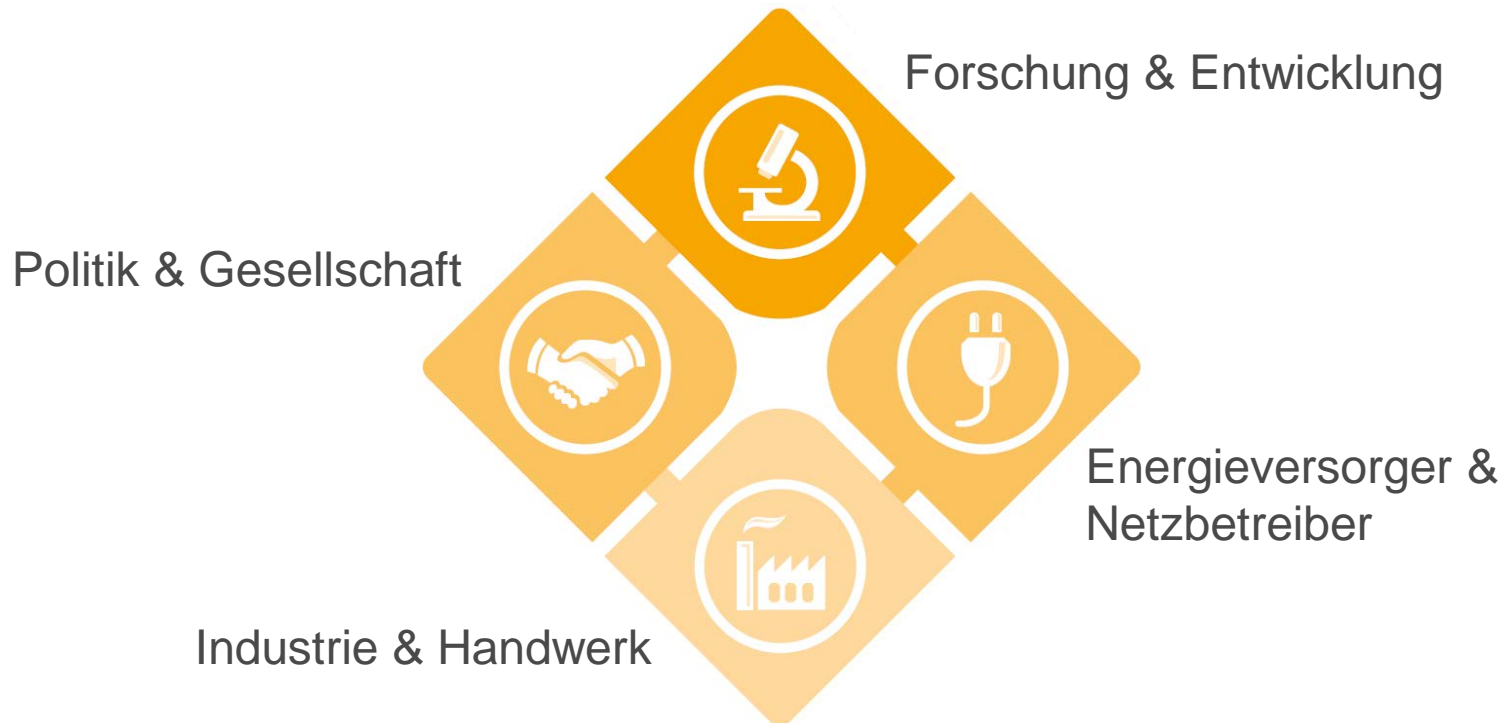 Forschung & Entwicklung
Politik & Gesellschaft
Energieversorger &
Netzbetreiber
Industrie & Handwerk